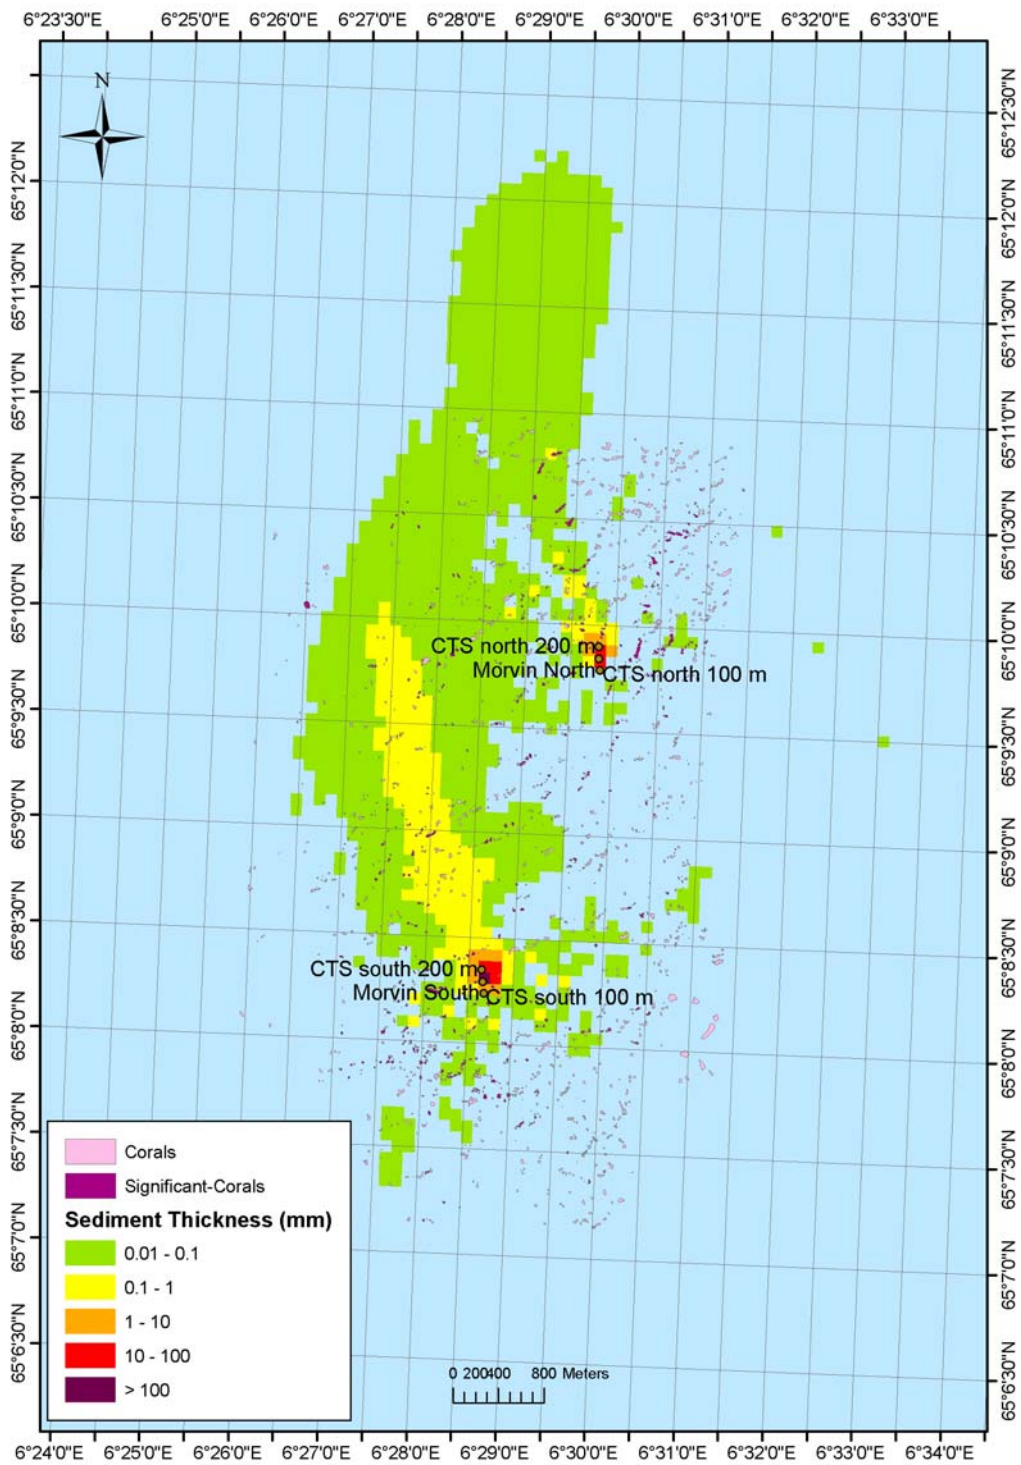 6°23'30"E 6°26'0"E 6°27'0"E 6°28'0"E 6°29'0"E 6°30'0"E 6°31'0"E 6°32'0"E 6°33'0"E
N
65°12'0"N
65°11'30"N
65°11'0"N
65°10'30"N
65°10'0"N
65°9'30"N
65°9'0"N
65°8'30"N
65°8'0"N
65°7'30"N
65°7'0"N
65°6'30"N
65°12'30"N
65°12'0"N
65°11'30"N
65°11'0"N
65°10'30"N
65°10'0"N
65°9'30"N
65°9'0"N
65°8'30"N
65°8'0"N
65°7'30"N
65°7'0"N
65°6'30"N
CTS north 200 m
Morvin North
CTS north 100 m
CTS south 200 m
Morvin South
CTS south 100 m
Corals
Significant-Corals
Sediment Thickness (mm)
0.01 - 0.1
0.1 - 1
1 - 10
10 - 100
> 100
0 200400 800 Meters
6°24'0"E 6°25'0"E 6°26'0"E 6°27'0"E 6°28'0"E 6°29'0"E 6°30'0"E 6°31'0"E 6°32'0"E 6°33'0"E 6°34'0"E